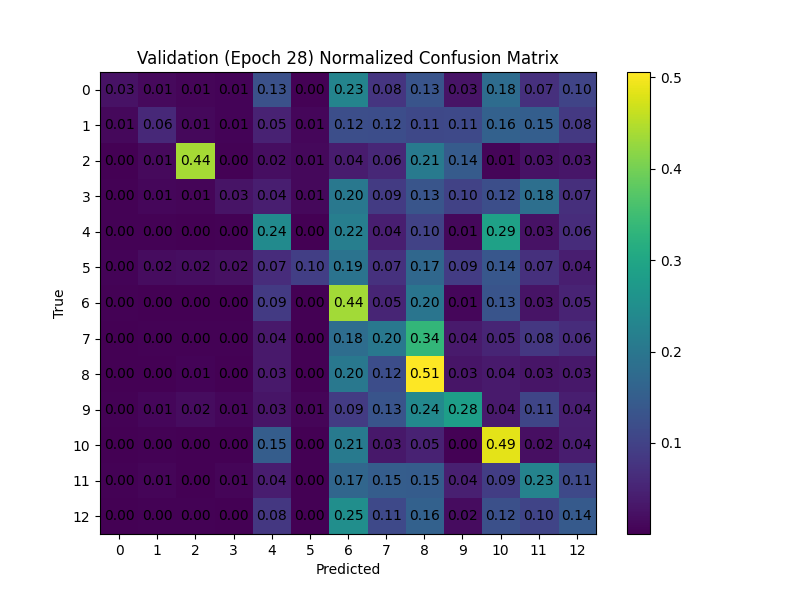 Validation (Epoch 28) Normalized Confusion Matrix
0 0.03 0.01 0.01 0.01 0.13 0.00 0.23 0.08 0.13 0.03 0.18 0.07 0.10
1 0.01 0.06 0.01 0.01 0.05 0.01 0.12 0.12 0.11 0.11 0.16 0.15 0.08
2 0.00 0.01 0.44 0.00 0.02 0.01 0.04 0.06 0.21 0.14 0.01 0.03 0.03
3 0.00 0.01 0.01 0.03 0.04 0.01 0.20 0.09 0.13 0.10 0.12 0.18 0.07
4 0.00 0.00 0.00 0.00 0.24 0.00 0.22 0.04 0.10 0.01 0.29 0.03 0.06
5 0.00 0.02 0.02 0.02 0.07 0.10 0.19 0.07 0.17 0.09 0.14 0.07 0.04
6 0.00 0.00 0.00 0.00 0.09 0.00 0.44 0.05 0.20 0.01 0.13 0.03 0.05
7 0.00 0.00 0.00 0.00 0.04 0.00 0.18 0.20 0.34 0.04 0.05 0.08 0.06
8 0.00 0.00 0.01 0.00 0.03 0.00 0.20 0.12 0.51 0.03 0.04 0.03 0.03
9 0.00 0.01 0.02 0.01 0.03 0.01 0.09 0.13 0.24 0.28 0.04 0.11 0.04
10 0.00 0.00 0.00 0.00 0.15 0.00 0.21 0.03 0.05 0.00 0.49 0.02 0.04
11 0.00 0.01 0.00 0.01 0.04 0.00 0.17 0.15 0.15 0.04 0.09 0.23 0.11
12 0.00 0.00 0.00 0.00 0.08 0.00 0.25 0.11 0.16 0.02 0.12 0.10 0.14
0 1 2 3 4 5 6 7 8 9 10 11 12
Predicted
True
0.5
0.4
0.3
0.2
0.1